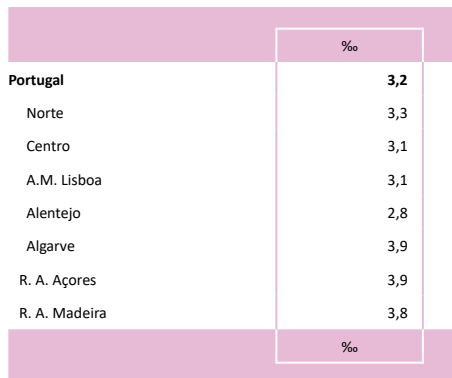 ‰
Portugal 3,2
Norte 3,3
Centro 3,1
A.M. Lisboa 3,1
Alentejo 2,8
Algarve 3,9
R. A. Açores 3,9
R. A. Madeira 3,8
‰